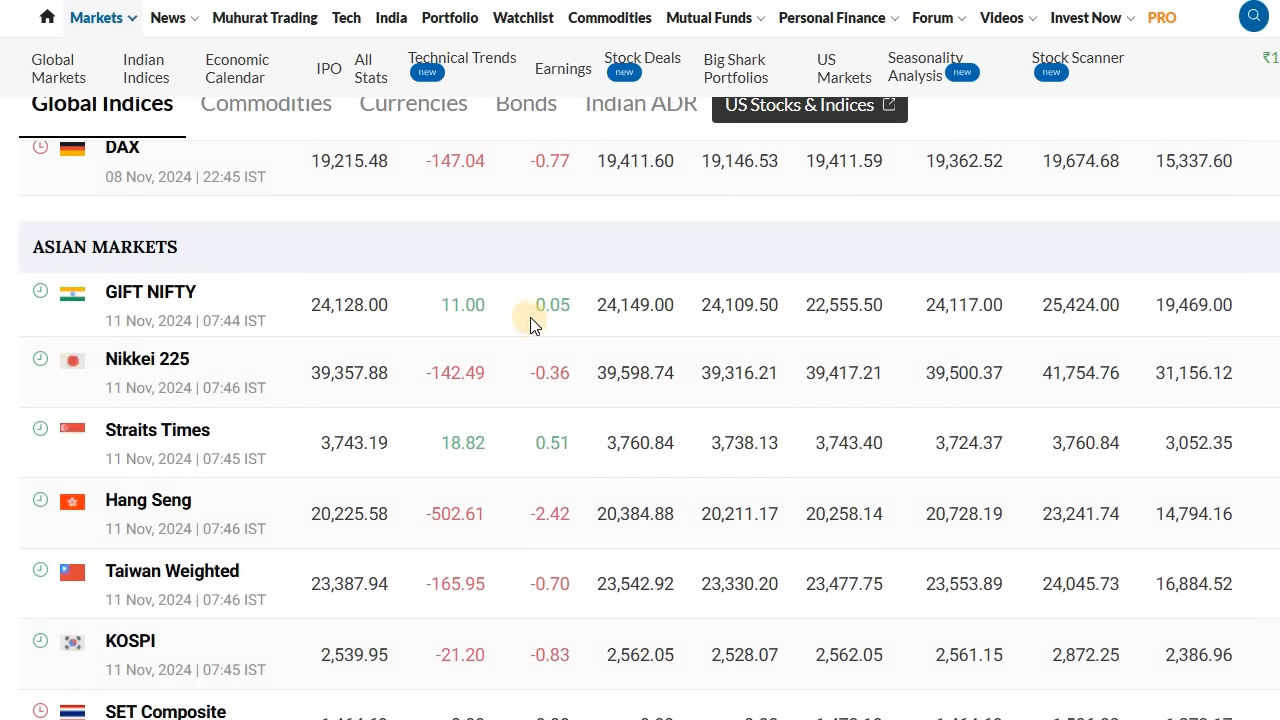 Markets News Muhurat Trading Tech India Portfolio Watchlist Commodities Mutual Funds Personal Finance Forum Videos Invest Now PRO
Global Markets Indian Indices Economic Calendar IPO All Stats Technical Trends new Earnings Stock Deals new Big Shark Portfolios US Markets Seasonality Analysis new Stock Scanner new ₹1
Global Indices Commodities Currencies Bonds Indian ADR US Stocks & Indices
DAX 19,215.48 -147.04 -0.77 19,411.60 19,146.53 19,411.59 19,362.52 19,674.68 15,337.60
08 Nov, 2024 | 22:45 IST
ASIAN MARKETS
GIFT NIFTY 24,128.00 11.00 0.05 24,149.00 24,109.50 22,555.50 24,117.00 25,424.00 19,469.00
11 Nov, 2024 | 07:44 IST
Nikkei 225 39,357.88 -142.49 -0.36 39,598.74 39,316.21 39,417.21 39,500.37 41,754.76 31,156.12
11 Nov, 2024 | 07:46 IST
Straits Times 3,743.19 18.82 0.51 3,760.84 3,738.13 3,743.40 3,724.37 3,760.84 3,052.35
11 Nov, 2024 | 07:45 IST
Hang Seng 20,225.58 -502.61 -2.42 20,384.88 20,211.17 20,258.14 20,728.19 23,241.74 14,794.16
11 Nov, 2024 | 07:46 IST
Taiwan Weighted 23,387.94 -165.95 -0.70 23,542.92 23,330.20 23,477.75 23,553.89 24,045.73 16,884.52
11 Nov, 2024 | 07:46 IST
KOSPI 2,539.95 -21.20 -0.83 2,562.05 2,528.07 2,562.05 2,561.15 2,872.25 2,386.96
11 Nov, 2024 | 07:45 IST
SET Composite